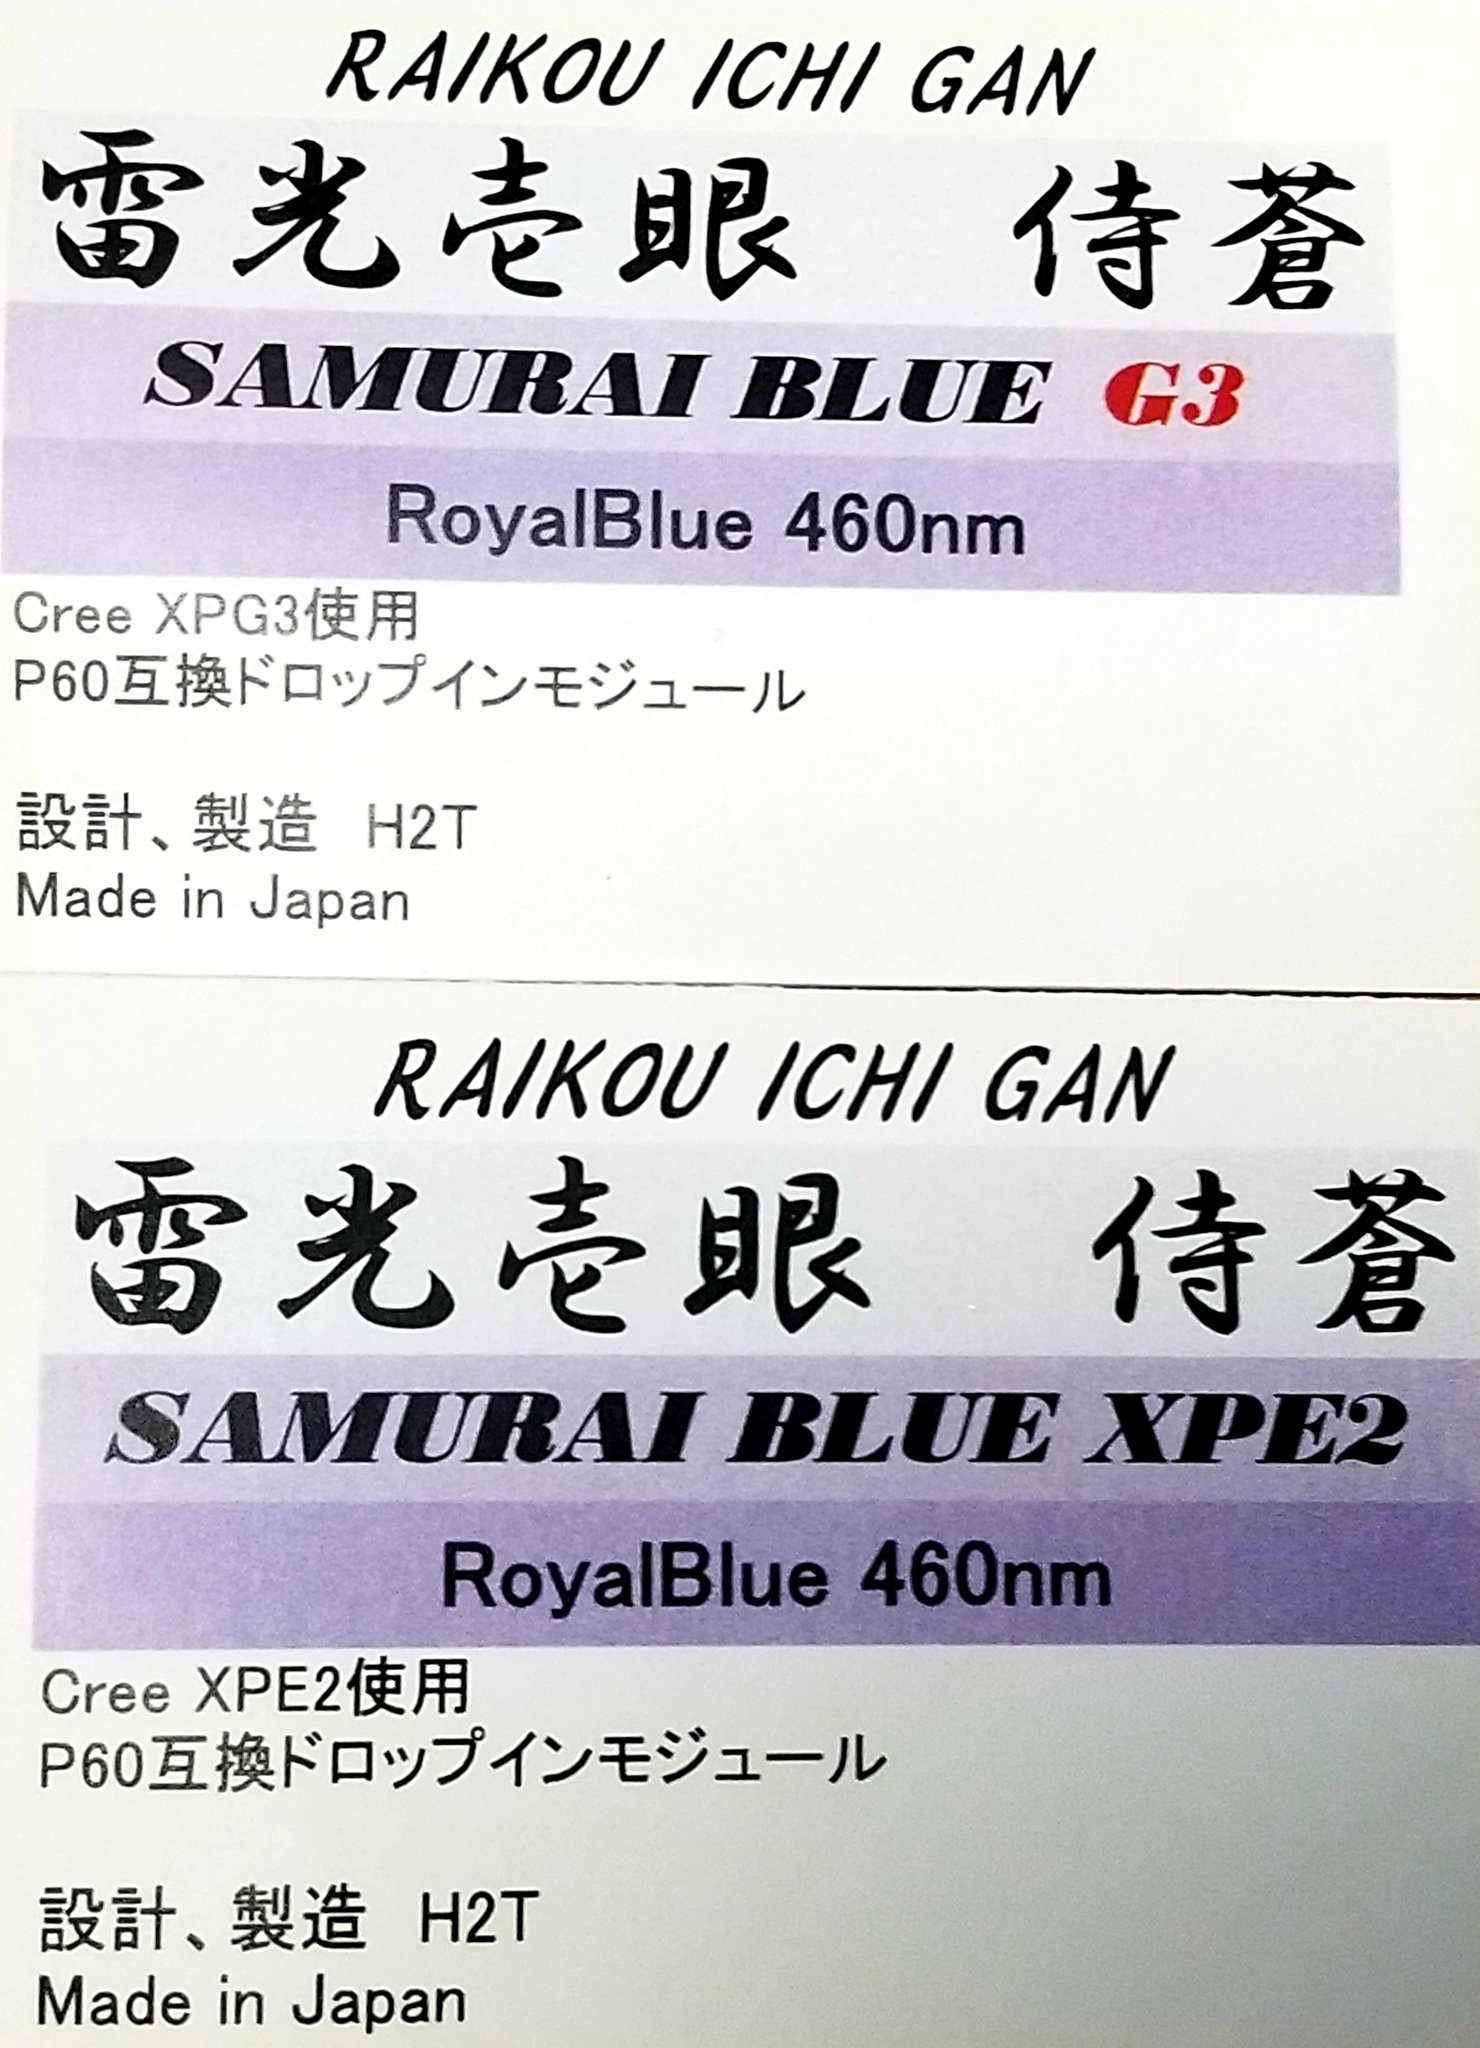 RAIKOU ICHI GAN
雷光壱眼　侍蒼
SAMURAI BLUE G3
RoyalBlue 460nm
Cree XPG3使用
P60互換ドロップインモジュール
設計、製造　H2T
Made in Japan
RAIKOU ICHI GAN
雷光壱眼　侍蒼
SAMURAI BLUE XPE2
RoyalBlue 460nm
Cree XPE2使用
P60互換ドロップインモジュール
設計、製造　H2T
Made in Japan